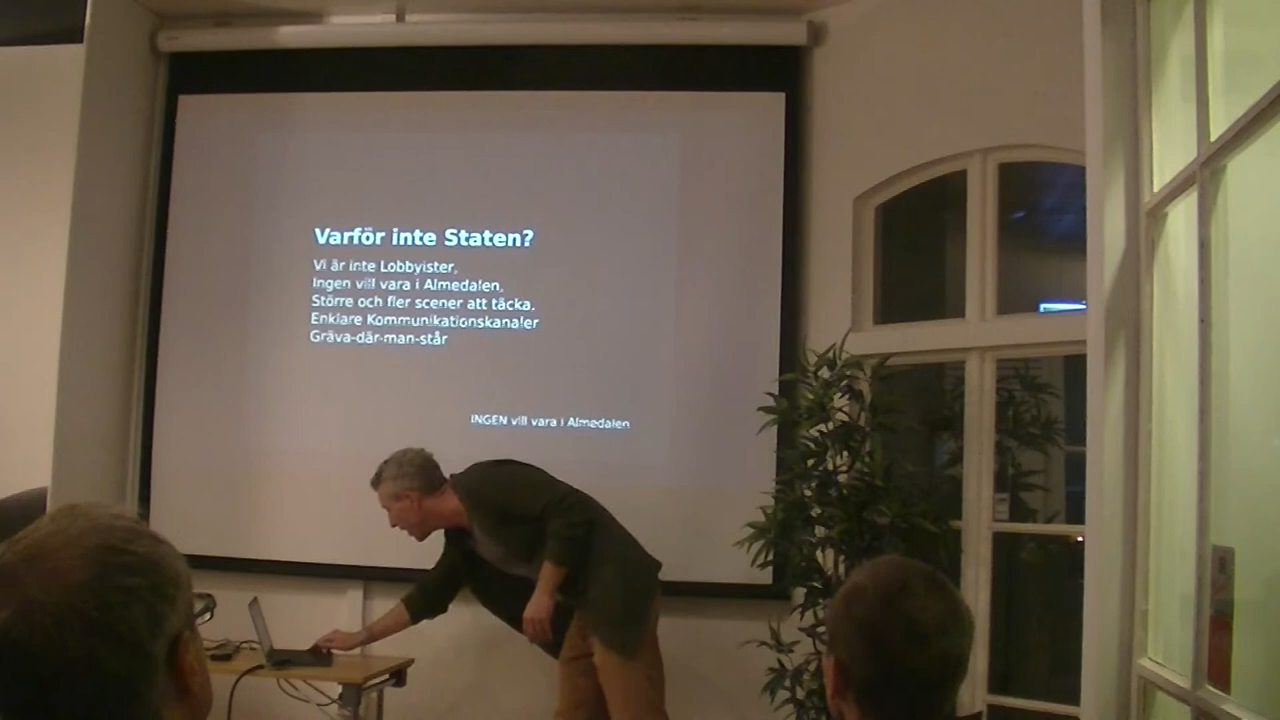 Varför inte Staten?
Vi är inte Lobbyister,
Ingen vill vara i Almedalen,
Större och fler scener att täcka.
Enklare Kommunikationskanaler
Gräva-där-man-står
INGEN vill vara i Almedalen